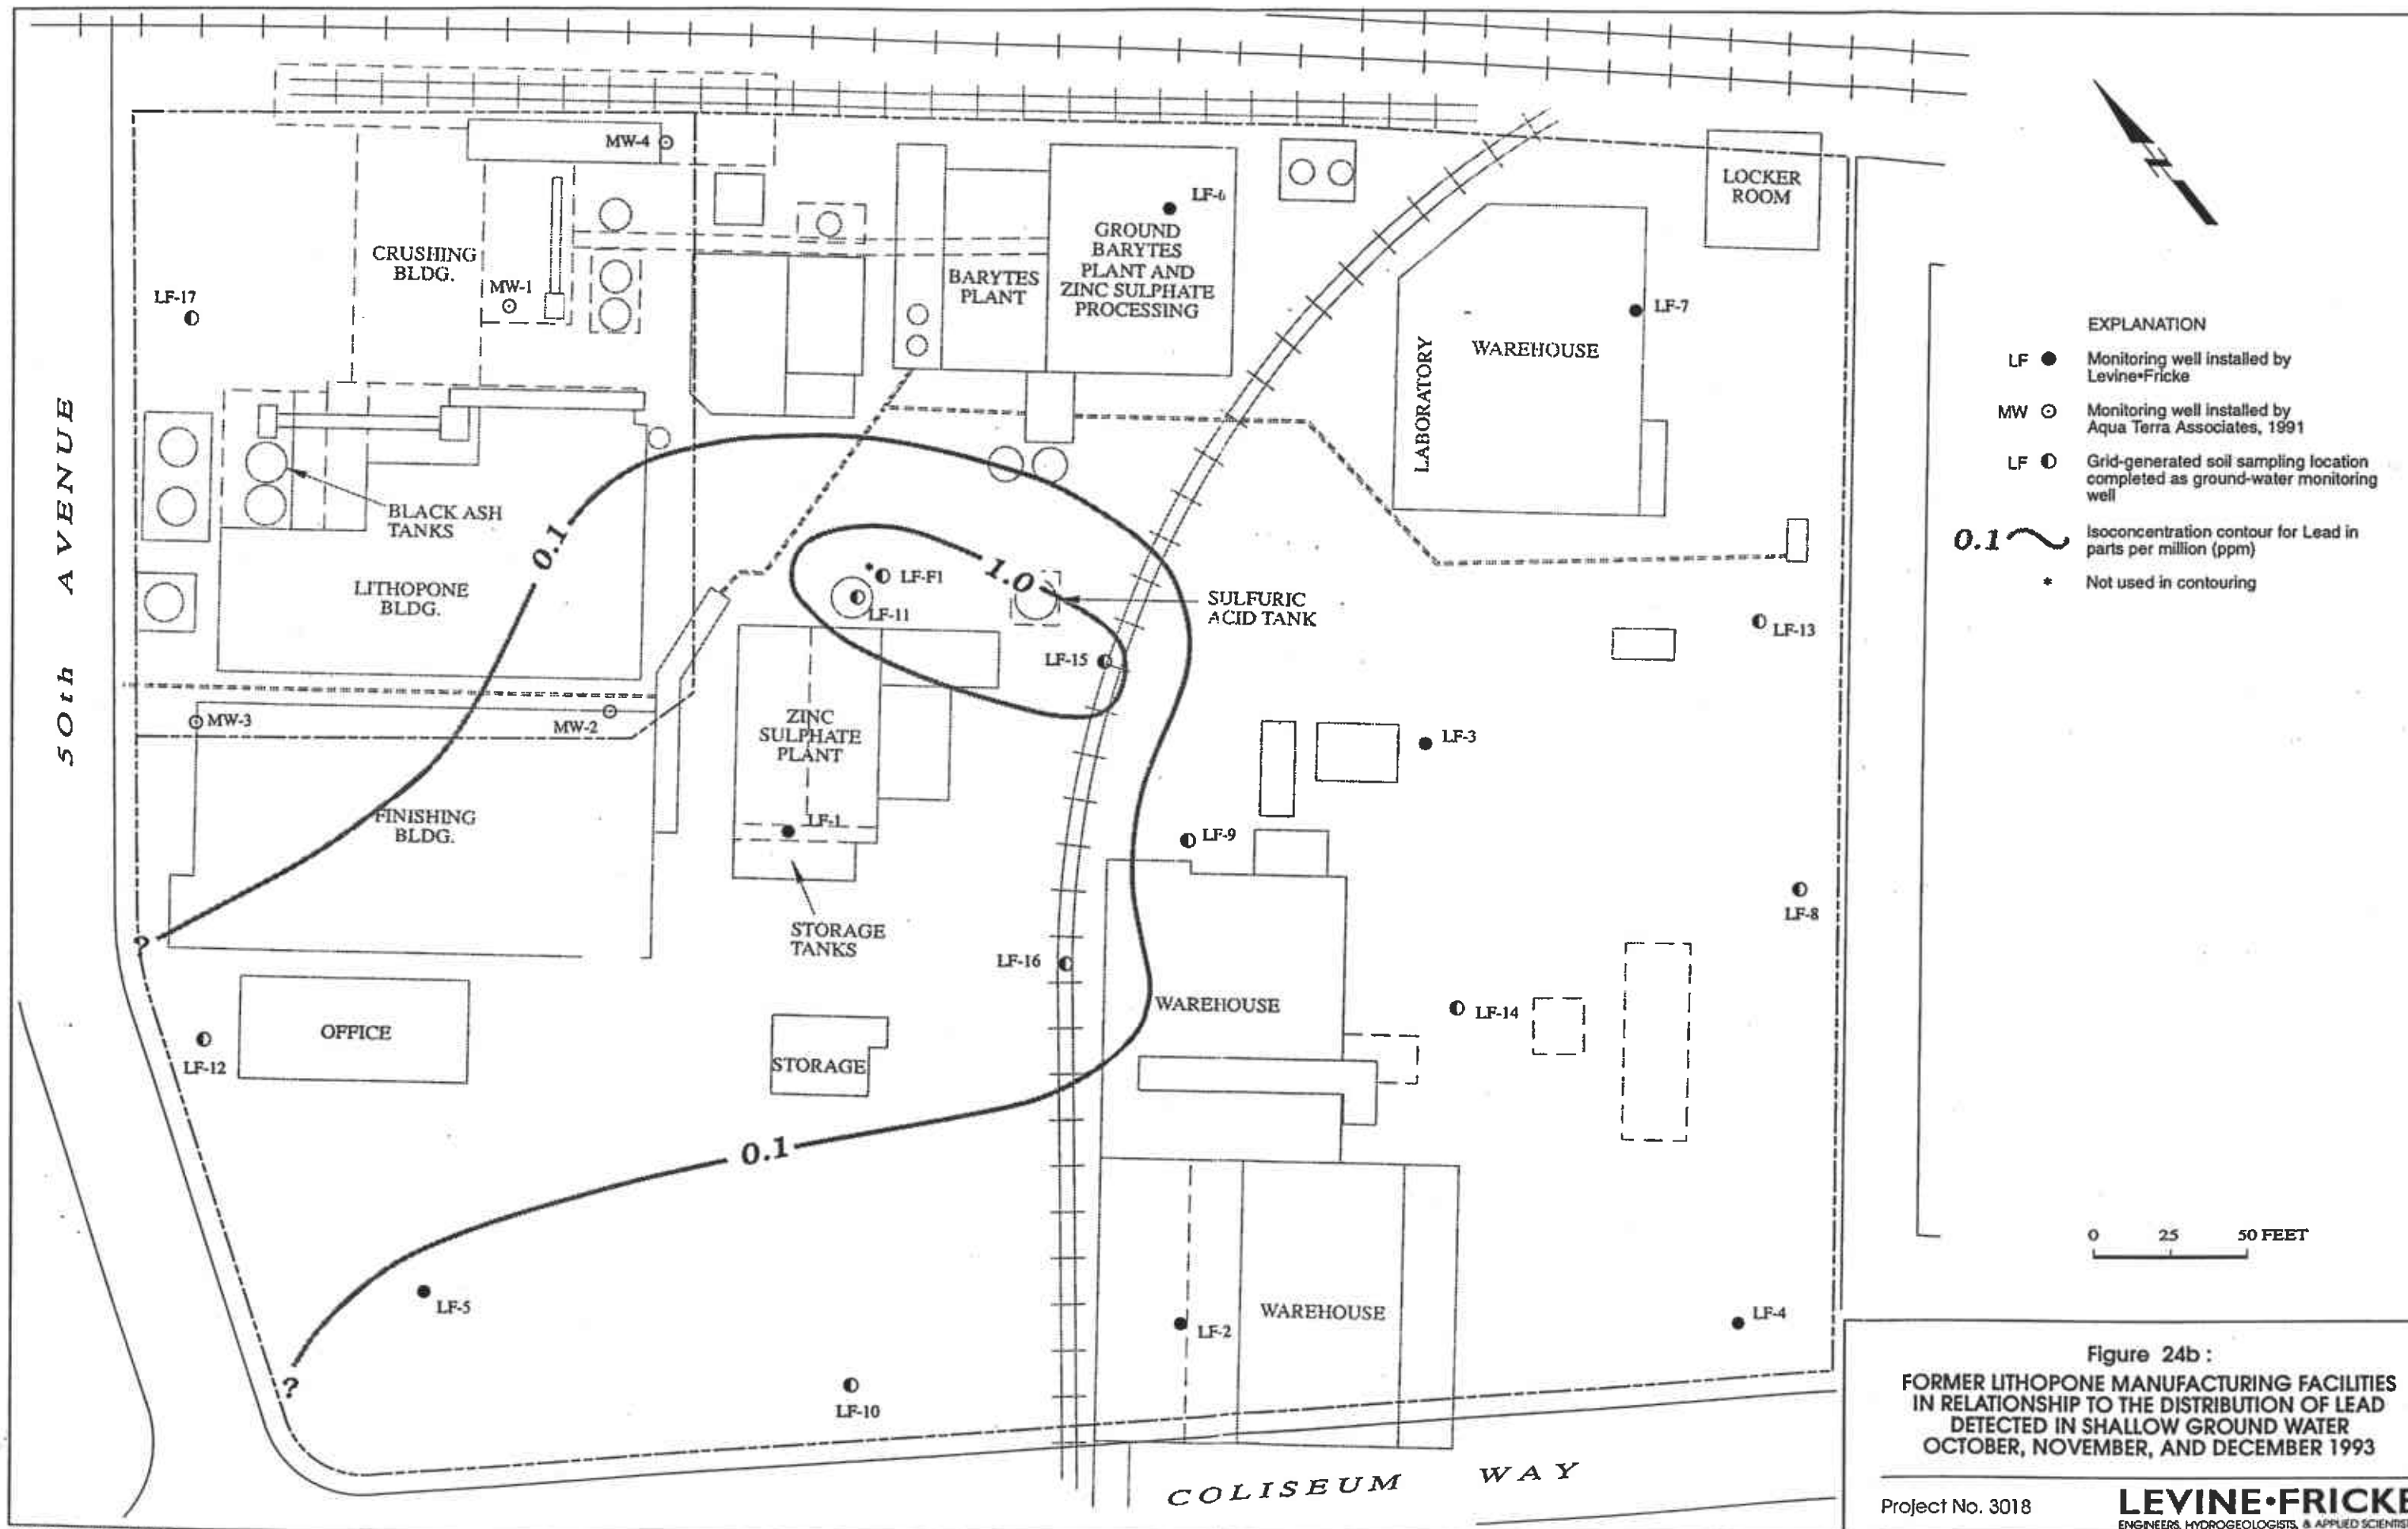 MW-4
LF-6
LOCKER
ROOM
GROUND
BARYTES
PLANT AND
ZINC SULPHATE
PROCESSING
CRUSHING
BLDG.
MW-1
BARYTES
PLANT
LF-17
LF-7
WAREHOUSE
LABORATORY
50th AVENUE
BLACK ASH
TANKS
0.1
LITHOPONE
BLDG.
* LF-F1
1.0
LF-11
SULFURIC
ACID TANK
LF-13
LF-15
MW-3
MW-2
ZINC
SULPHATE
PLANT
LF-3
FINISHING
BLDG.
LF-1
LF-9
?
STORAGE
TANKS
LF-8
LF-16
WAREHOUSE
LF-14
OFFICE
LF-12
STORAGE
0.1
LF-5
LF-2
WAREHOUSE
LF-4
?
LF-10
COLISEUM WAY
EXPLANATION
LF Monitoring well installed by
Levine•Fricke
MW Monitoring well installed by
Aqua Terra Associates, 1991
LF Grid-generated soil sampling location
completed as ground-water monitoring
well
0.1 Isoconcentration contour for Lead in
parts per million (ppm)
* Not used in contouring
0 25 50 FEET
Figure 24b :
FORMER LITHOPONE MANUFACTURING FACILITIES
IN RELATIONSHIP TO THE DISTRIBUTION OF LEAD
DETECTED IN SHALLOW GROUND WATER
OCTOBER, NOVEMBER, AND DECEMBER 1993
Project No. 3018
LEVINE•FRICKE
ENGINEERS, HYDROGEOLOGISTS, & APPLIED SCIENTIS